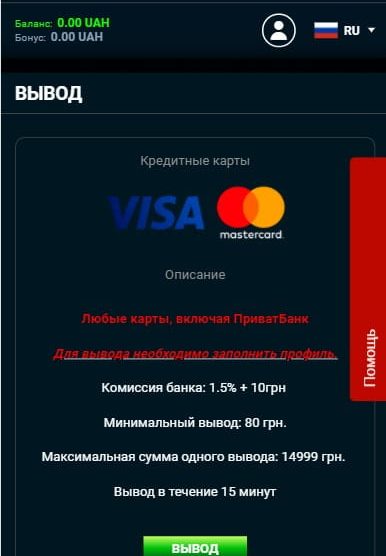 Баланс: 0.00 UAH
Бонус: 0.00 UAH
RU
ВЫВОД
Кредитные карты
VISA
mastercard.
Описание
Любые карты, включая ПриватБанк
Для вывода необходимо заполнить профиль.
Комиссия банка: 1.5% + 10грн
Минимальный вывод: 80 грн.
Максимальная сумма одного вывода: 14999 грн.
Вывод в течение 15 минут
ВЫВОД
Помощь